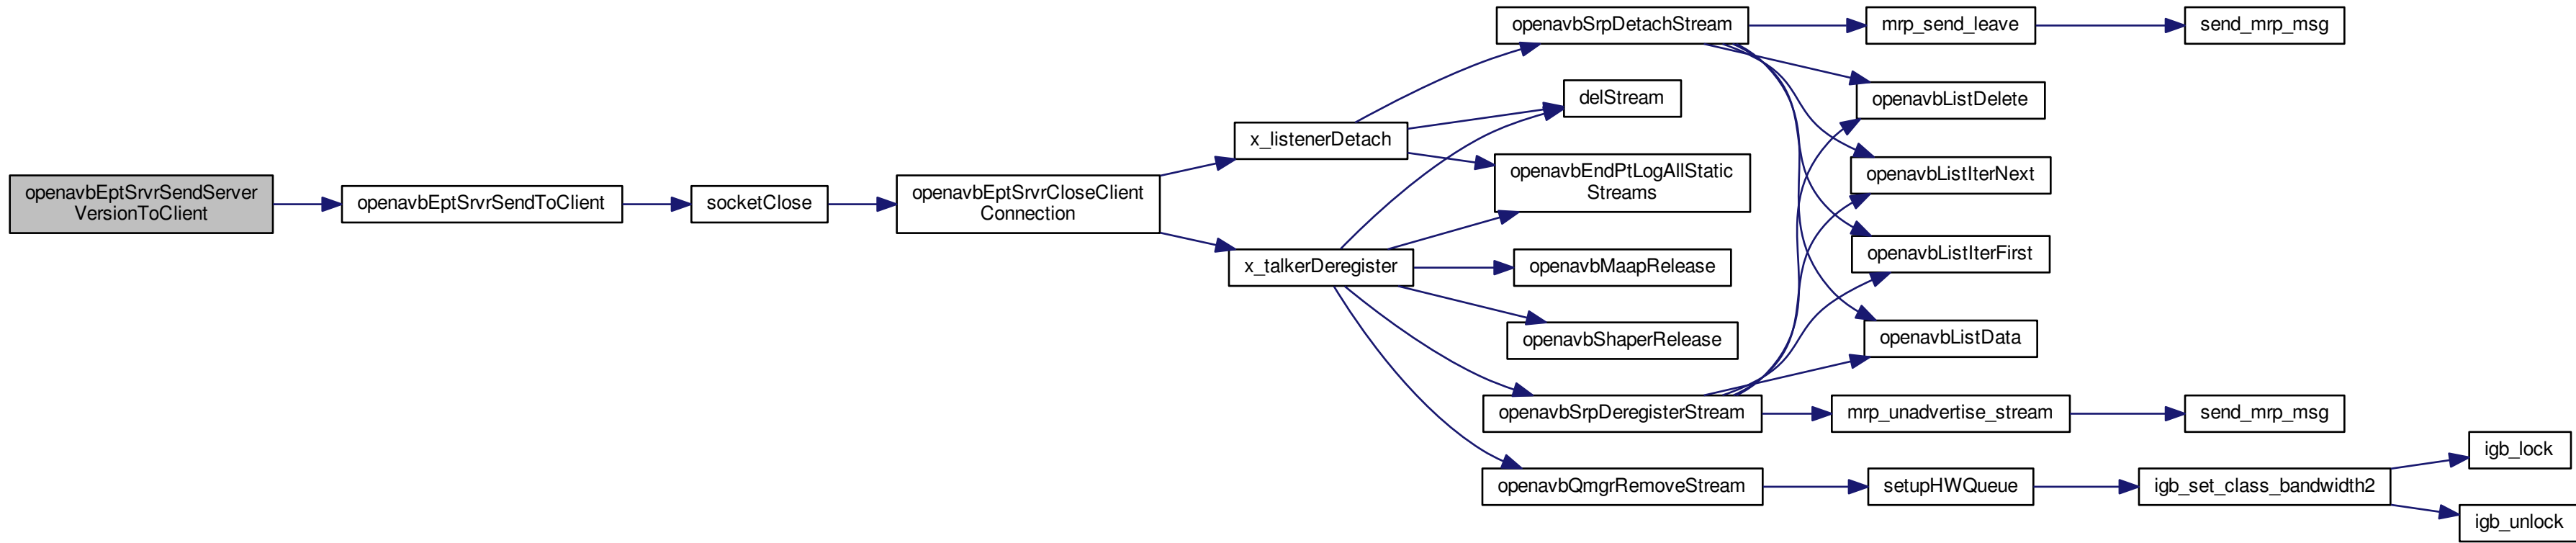 openavbEptSrvrSendServer
VersionToClient
openavbEptSrvrSendToClient
socketClose
openavbEptSrvrCloseClient
Connection
x_listenerDetach
x_talkerDeregister
openavbSrpDetachStream
delStream
openavbEndPtLogAllStatic
Streams
openavbMaapRelease
openavbShaperRelease
openavbSrpDeregisterStream
openavbQmgrRemoveStream
mrp_send_leave
openavbListDelete
openavbListIterNext
openavbListIterFirst
openavbListData
mrp_unadvertise_stream
setupHWQueue
send_mrp_msg
send_mrp_msg
igb_set_class_bandwidth2
igb_lock
igb_unlock